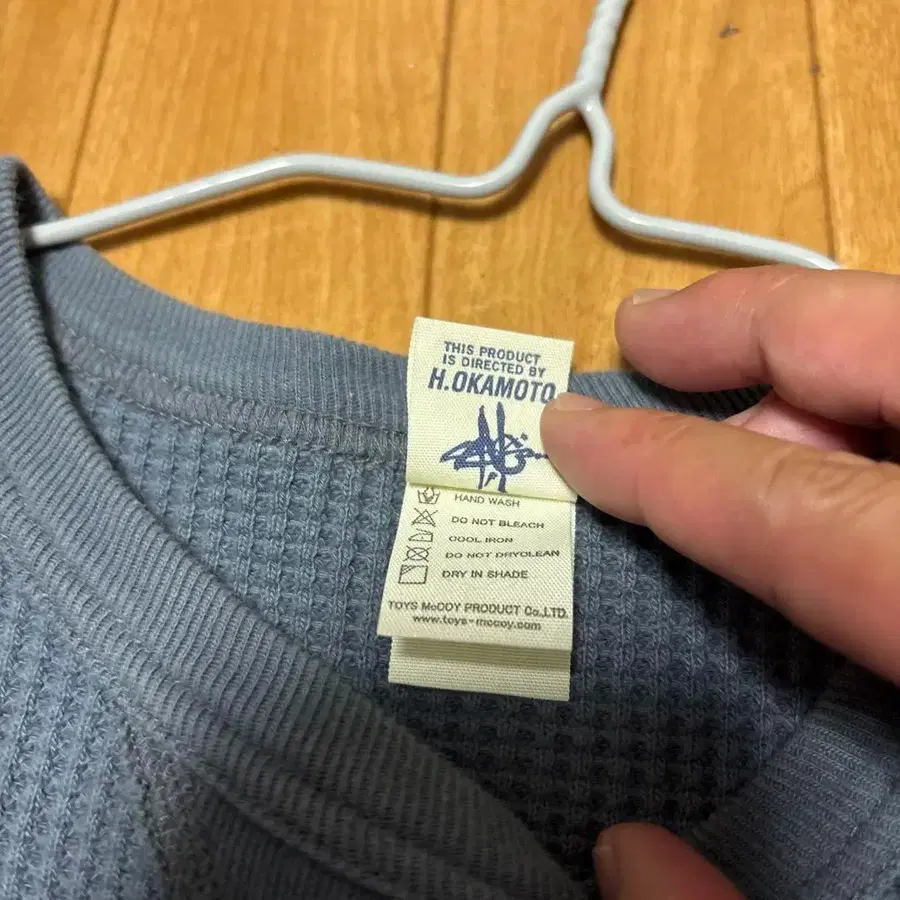 THIS PRODUCT
IS DIRECTED BY
H.OKAMOTO
HAND WASH
DO NOT BLEACH
COOL IRON
DO NOT DRYCLEAN
DRY IN SHADE
TOYS McCOY PRODUCT Co.,LTD.
www.toys-mccoy.com